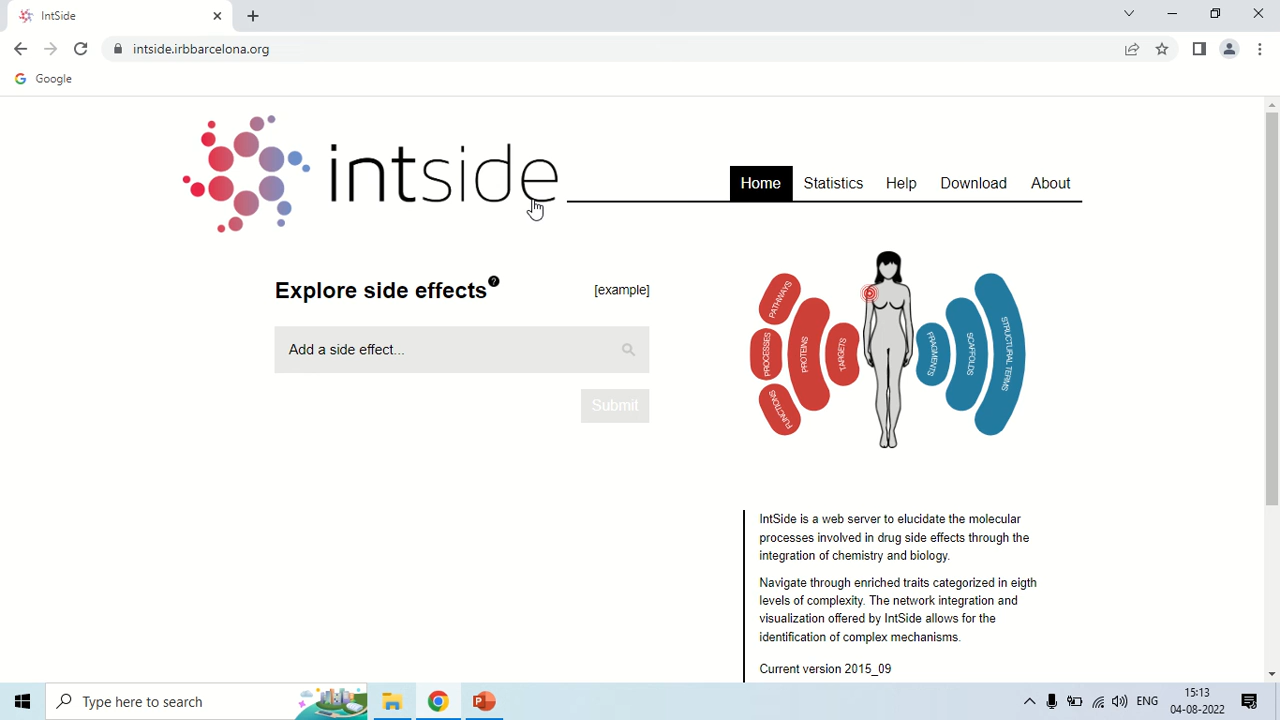 IntSide
intside.irbbarcelona.org
Google
intside
Home Statistics Help Download About
Explore side effects?
[example]
Add a side effect...
Submit
PATHWAYS
PROCESSES
FUNCTIONS
PROTEINS
TARGETS
FRAGMENTS
SCAFFOLDS
STRUCTURAL TERMS
IntSide is a web server to elucidate the molecular
processes involved in drug side effects through the
integration of chemistry and biology.
Navigate through enriched traits categorized in eigth
levels of complexity. The network integration and
visualization offered by IntSide allows for the
identification of complex mechanisms.
Current version 2015_09
Type here to search
ENG
15:13
04-08-2022